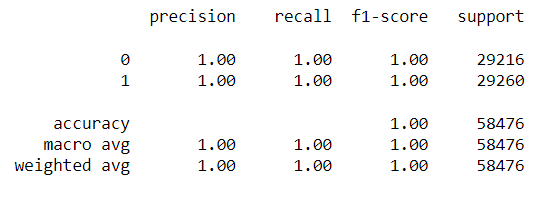 precision recall f1-score support
0 1.00 1.00 1.00 29216
1 1.00 1.00 1.00 29260
accuracy 1.00 58476
macro avg 1.00 1.00 1.00 58476
weighted avg 1.00 1.00 1.00 58476